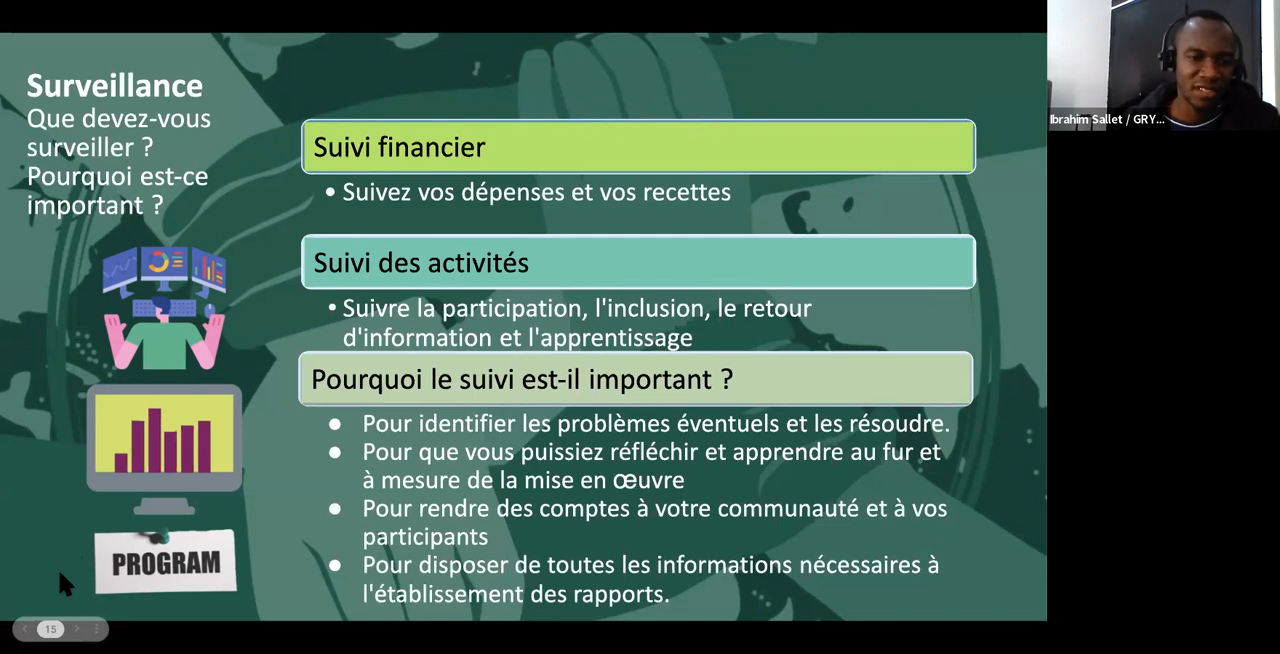 Surveillance
Que devez-vous
surveiller ?
Pourquoi est-ce
important ?
Suivi financier
• Suivez vos dépenses et vos recettes
Suivi des activités
• Suivre la participation, l'inclusion, le retour
d'information et l'apprentissage
Pourquoi le suivi est-il important ?
● Pour identifier les problèmes éventuels et les résoudre.
● Pour que vous puissiez réfléchir et apprendre au fur et
à mesure de la mise en œuvre
● Pour rendre des comptes à votre communauté et à vos
participants
● Pour disposer de toutes les informations nécessaires à
l'établissement des rapports.
PROGRAM
15
Ibrahim Sallet / GRY...